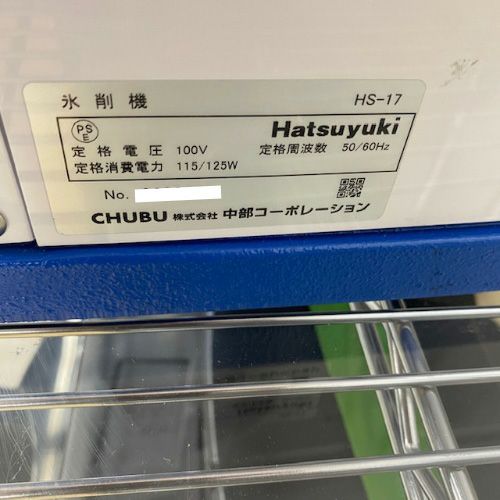 氷削機 HS-17
PS
E
Hatsuyuki
定格電圧 100V 定格周波数 50/60Hz
定格消費電力 115/125W
No.
CHUBU 株式会社 中部コーポレーション